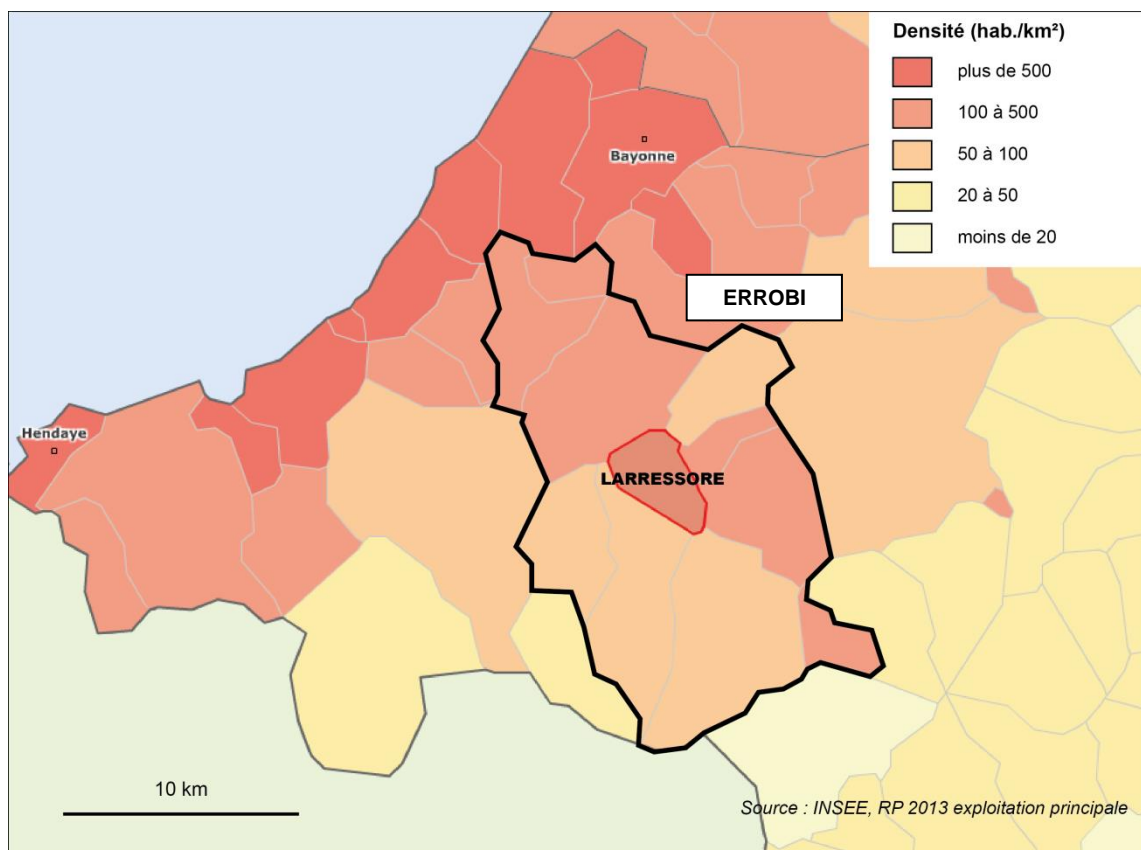 Densité (hab./km²)
plus de 500
100 à 500
50 à 100
20 à 50
moins de 20
Bayonne
ERROBI
Hendaye
LARRESSORE
10 km
Source : INSEE, RP 2013 exploitation principale